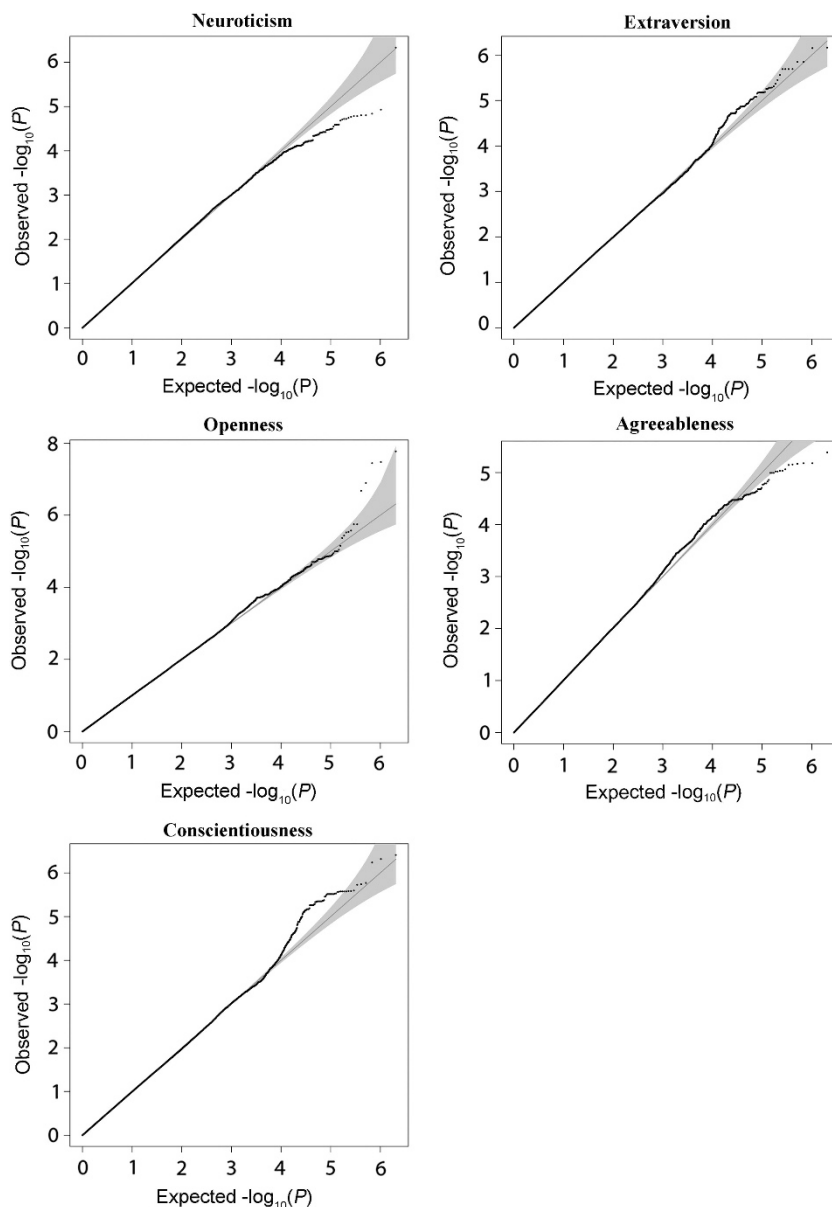 Neuroticism
Observed -log10(P)
6
5
4
3
2
1
0
0 1 2 3 4 5 6
Expected -log10(P)
Extraversion
Observed -log10(P)
6
5
4
3
2
1
0
0 1 2 3 4 5 6
Expected -log10(P)
Openness
Observed -log10(P)
8
6
4
2
0
0 1 2 3 4 5 6
Expected -log10(P)
Agreeableness
Observed -log10(P)
5
4
3
2
1
0
0 1 2 3 4 5 6
Expected -log10(P)
Conscientiousness
Observed -log10(P)
6
5
4
3
2
1
0
0 1 2 3 4 5 6
Expected -log10(P)